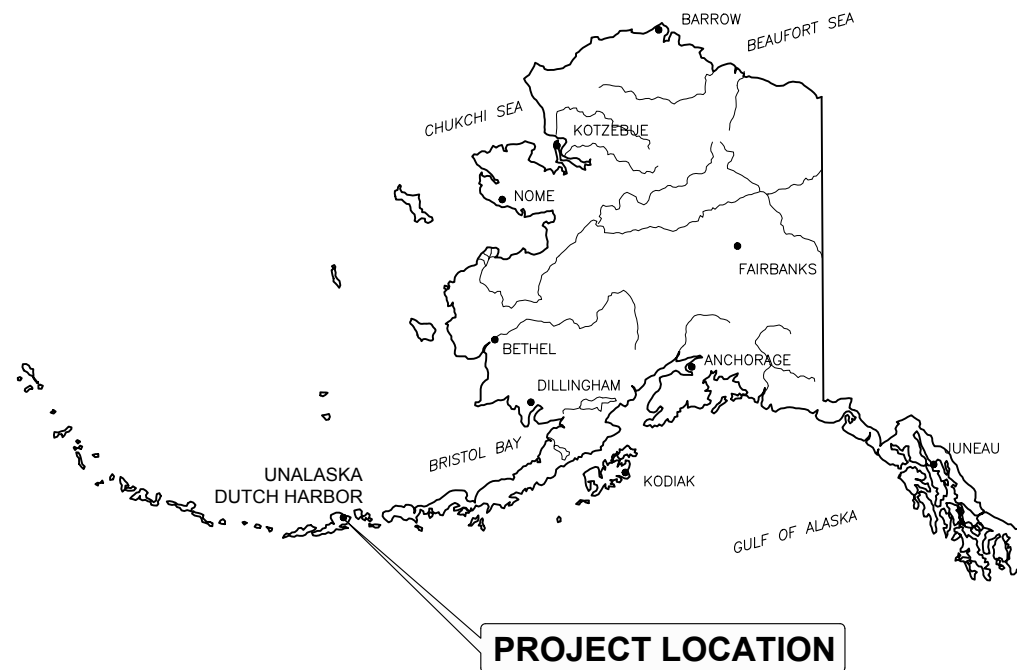 BARROW
BEAUFORT SEA
CHUKCHI SEA
KOTZEBUE
NOME
FAIRBANKS
BETHEL
ANCHORAGE
DILLINGHAM
BRISTOL BAY
JUNEAU
UNALASKA
DUTCH HARBOR
KODIAK
GULF OF ALASKA
PROJECT LOCATION